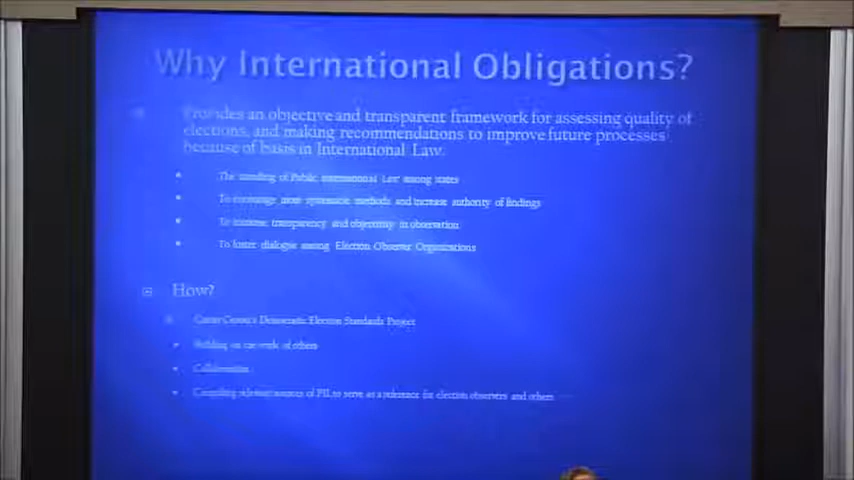 Why International Obligations?
Provides an objective and transparent framework for assessing quality of
elections, and making recommendations to improve future processes
because of basis in International Law.
The standing of Public International Law among states
To encourage more systematic methods and increase authority of findings
To increase transparency and objectivity in observation
To foster dialogue among Election Observer Organizations
How?
Carter Center's Democratic Election Standards Project
Building on the work of others
Collaboration
Compiling relevant sources of PIL to serve as a reference for election observers and others